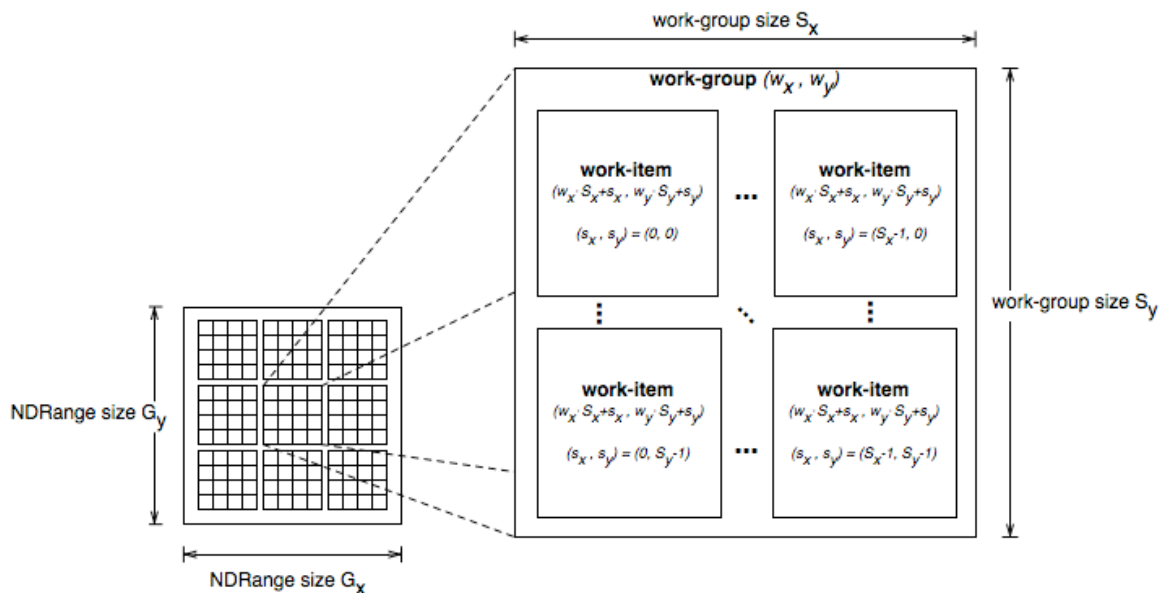 work-group size Sx
work-group (wx , wy)
work-item
(wx· Sx+sx , wy· Sy+sy)
(sx , sy) = (0, 0)
...
work-item
(wx· Sx+sx , wy· Sy+sy)
(sx , sy) = (Sx-1, 0)
work-group size Sy
work-item
(wx· Sx+sx , wy· Sy+sy)
(sx , sy) = (0, Sy-1)
...
work-item
(wx· Sx+sx , wy· Sy+sy)
(sx , sy) = (Sx-1, Sy-1)
NDRange size Gy
NDRange size Gx